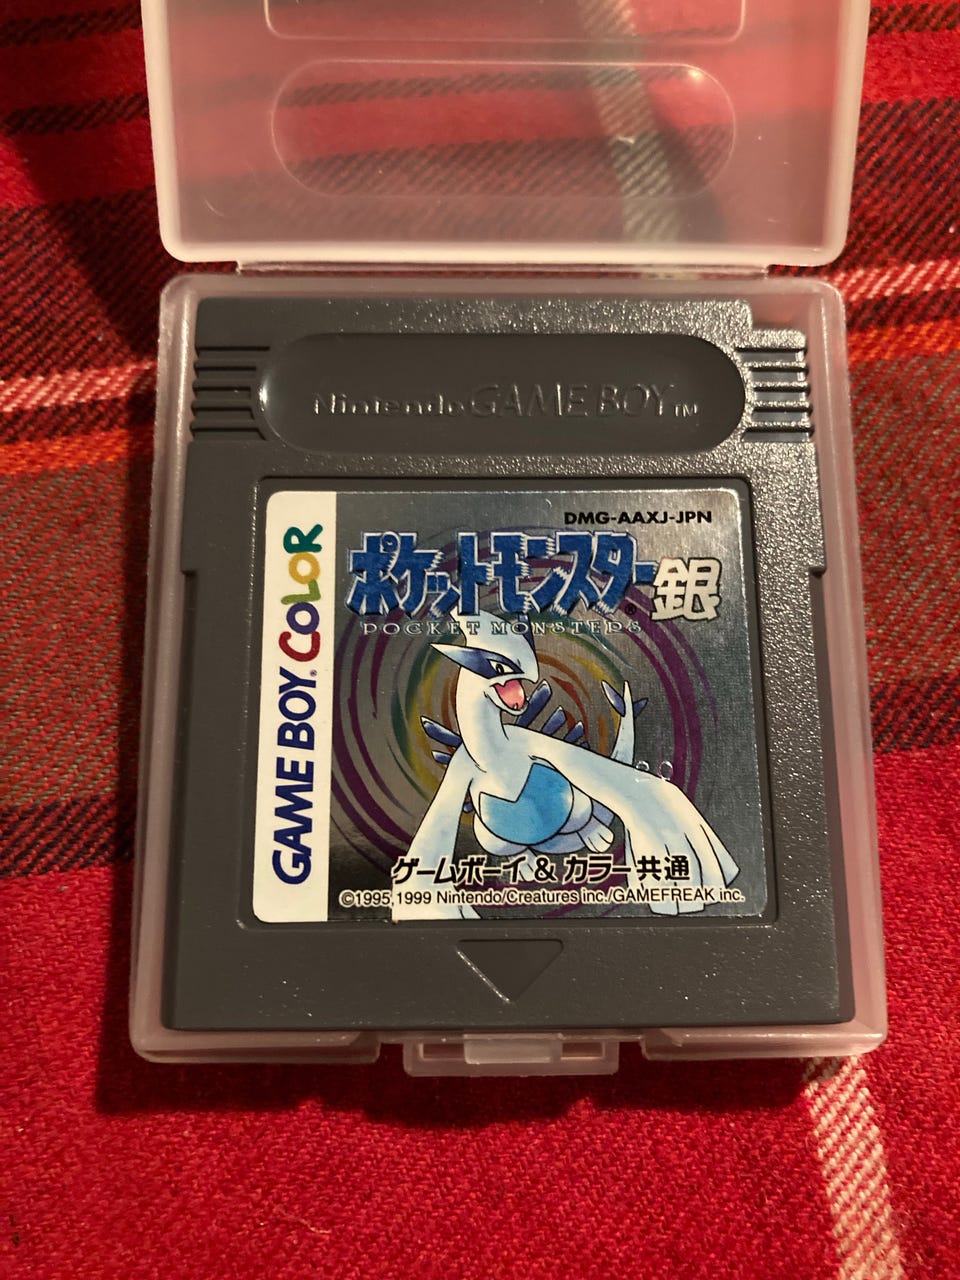 Nintendo GAME BOY™
DMG-AAXJ-JPN
ポケットモンスター®銀
POCKET MONSTERS
GAME BOY® COLOR
ゲームボーイ & カラー共通
©1995,1999 Nintendo/Creatures inc./GAMEFREAK inc.